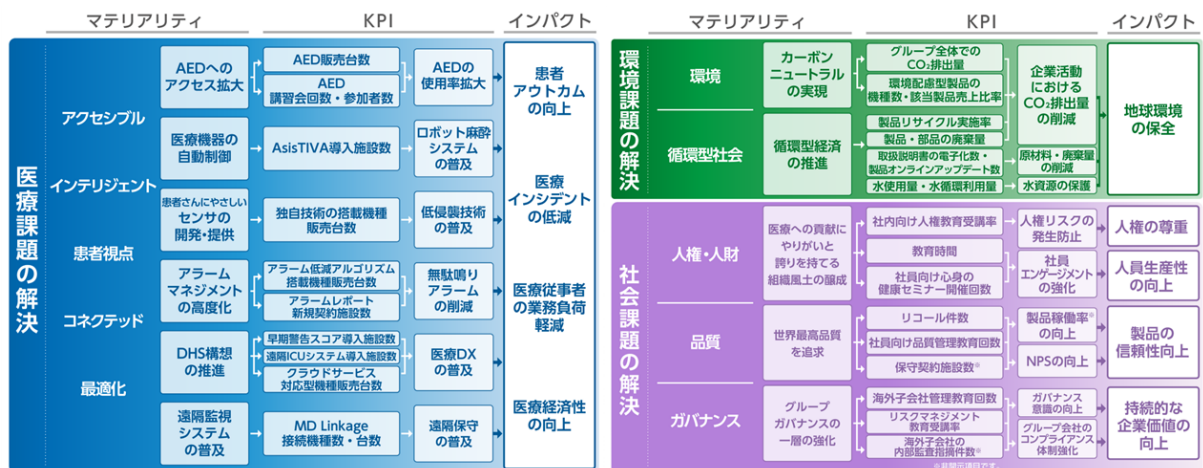 マテリアリティ
KPI
インパクト
医療課題の解決
アクセシブル
インテリジェント
患者視点
コネクテッド
最適化
AEDへの
アクセス拡大
AED販売台数
AED
講習会回数・参加者数
AEDの
使用率拡大
医療機器の
自動制御
AsisTIVA導入施設数
ロボット麻酔
システム
の普及
患者さんにやさしい
センサの
開発・提供
独自技術の搭載機種
販売台数
低侵襲技術
の普及
アラーム
マネジメント
の高度化
アラーム低減アルゴリズム
搭載機種販売台数
アラームレポート
新規契約施設数
無駄鳴り
アラーム
の削減
DHS構想
の推進
早期警告スコア導入施設数
遠隔ICUシステム導入施設数
クラウドサービス
対応型機種販売台数
医療DX
の普及
遠隔監視
システム
の普及
MD Linkage
接続機種数・台数
遠隔保守
の普及
患者
アウトカム
の向上
医療
インシデント
の低減
医療従事者
の業務負荷
軽減
医療経済性
の向上
マテリアリティ
KPI
インパクト
環境課題の解決
環境
カーボン
ニュートラル
の実現
グループ全体での
CO₂排出量
環境配慮型製品の
機種数・該当製品売上比率
企業活動
における
CO₂排出量
の削減
循環型社会
循環型経済
の推進
製品リサイクル実施率
製品・部品の廃棄量
取扱説明書の電子化数・
製品オンラインアップデート数
水使用量・水循環利用量
原材料・廃棄量
の削減
水資源の保護
地球環境
の保全
社会課題の解決
人権・人財
医療への貢献に
やりがいと
誇りを持てる
組織風土の醸成
社内向け人権教育受講率
教育時間
社員向け心身の
健康セミナー開催回数
人権リスクの
発生防止
社員
エンゲージメント
の強化
人権の尊重
人員生産性
の向上
品質
世界最高品質
を追求
リコール件数
社員向け品質管理教育回数
保守契約施設数※
製品稼働率※
の向上
NPSの向上
製品の
信頼性向上
ガバナンス
グループ
ガバナンスの
一層の強化
海外子会社管理教育回数
リスクマネジメント
教育受講率
海外子会社の
内部監査指摘件数※
ガバナンス
意識の向上
グループ会社の
コンプライアンス
体制強化
持続的な
企業価値の
向上
※非開示項目です